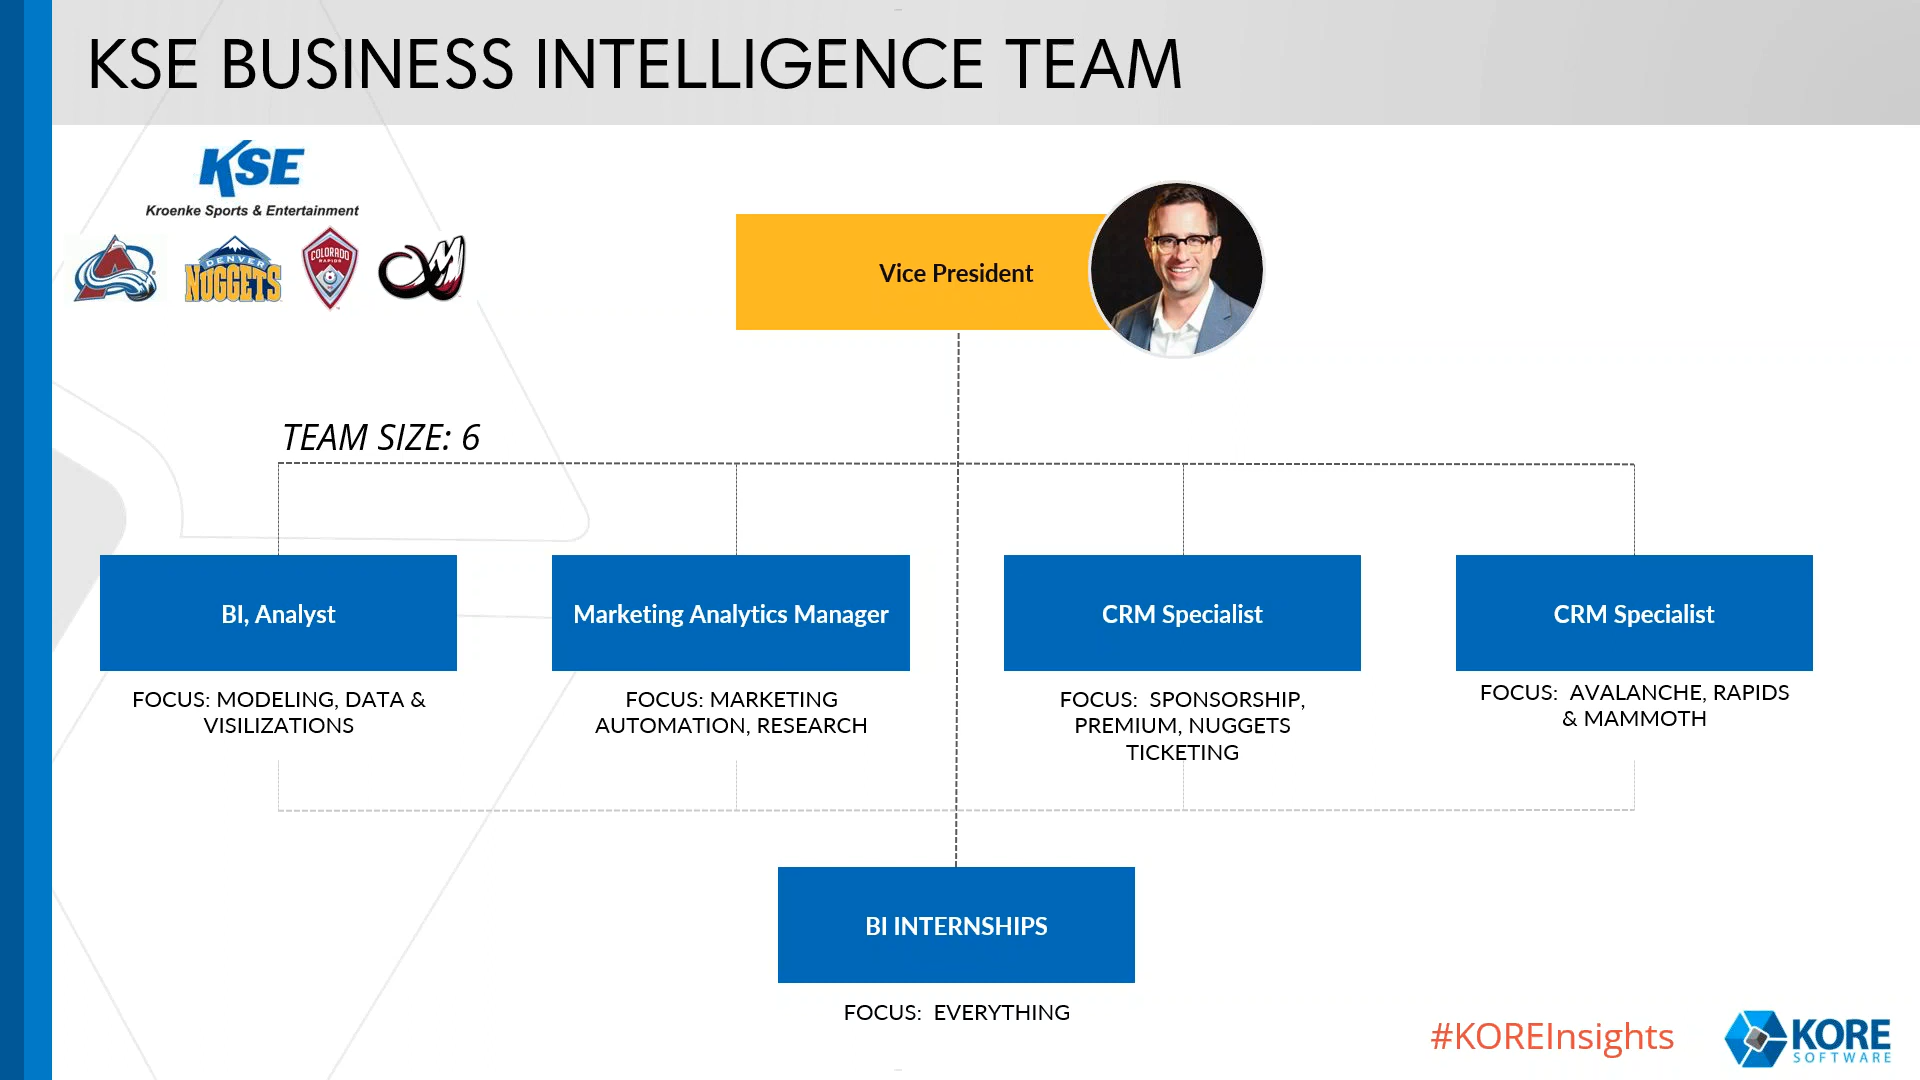 KSE BUSINESS INTELLIGENCE TEAM
KSE
Kroenke Sports & Entertainment
DENVER
NUGGETS
COLORADO
RAPIDS
Vice President
TEAM SIZE: 6
BI, Analyst
Marketing Analytics Manager
CRM Specialist
CRM Specialist
FOCUS: MODELING, DATA &
VISILIZATIONS
FOCUS: MARKETING
AUTOMATION, RESEARCH
FOCUS: SPONSORSHIP,
PREMIUM, NUGGETS
TICKETING
FOCUS: AVALANCHE, RAPIDS
& MAMMOTH
BI INTERNSHIPS
FOCUS: EVERYTHING
#KOREInsights
KORE
SOFTWARE